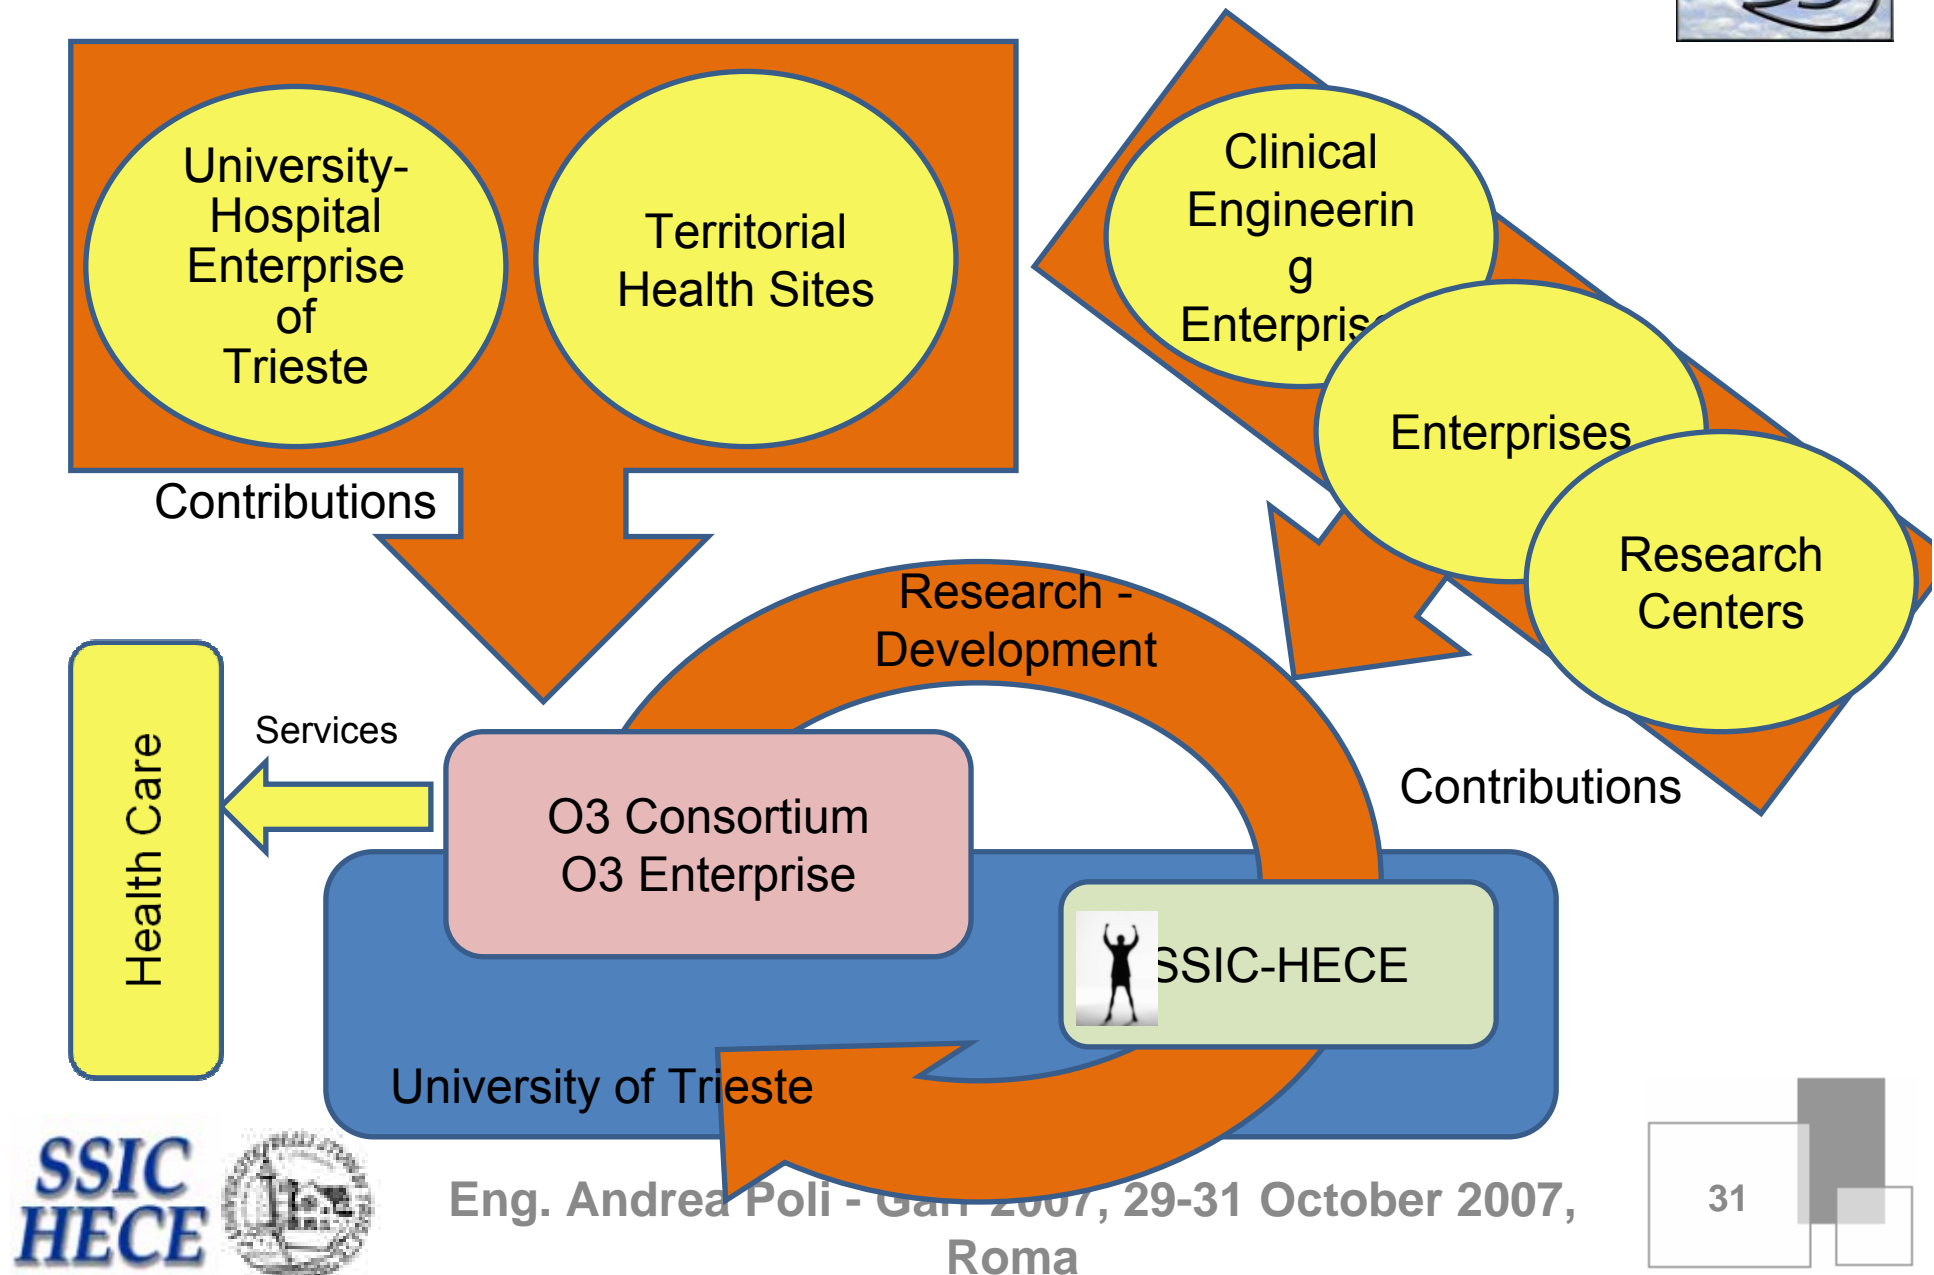 University-
Hospital
Enterprise
of
Trieste
Territorial
Health Sites
Clinical
Engineerin
g
Enterpris
Enterprises
Research
Centers
Contributions
Research -
Development
Services
Health Care
O3 Consortium
O3 Enterprise
Contributions
SSIC-HECE
University of Trieste
SSIC
HECE
Eng. Andrea Poli - Garr 2007, 29-31 October 2007,
Roma
31